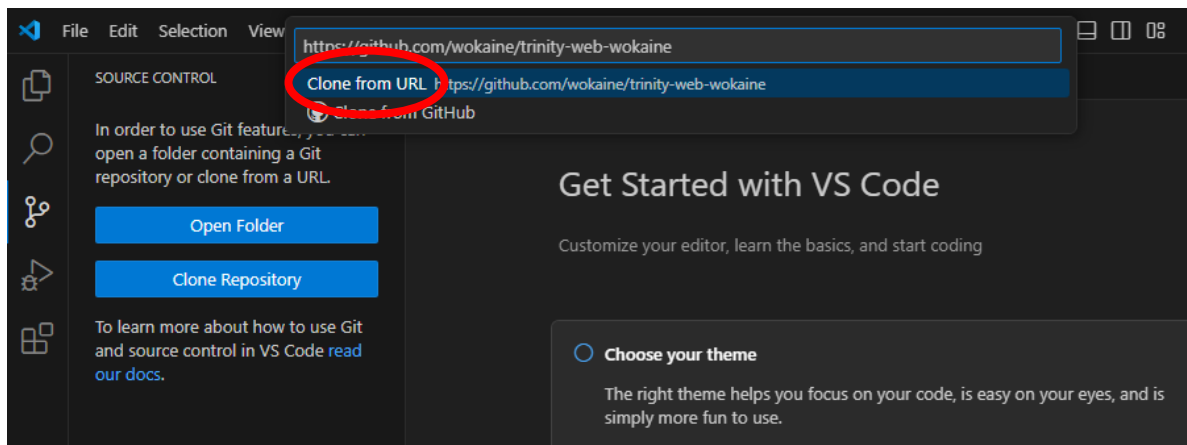 File Edit Selection View
https://github.com/wokaine/trinity-web-wokaine
SOURCE CONTROL
Clone from URL https://github.com/wokaine/trinity-web-wokaine
Clone from GitHub
In order to use Git features, you can
open a folder containing a Git
repository or clone from a URL.
Open Folder
Clone Repository
To learn more about how to use Git
and source control in VS Code read
our docs.
Get Started with VS Code
Customize your editor, learn the basics, and start coding
Choose your theme
The right theme helps you focus on your code, is easy on your eyes, and is
simply more fun to use.